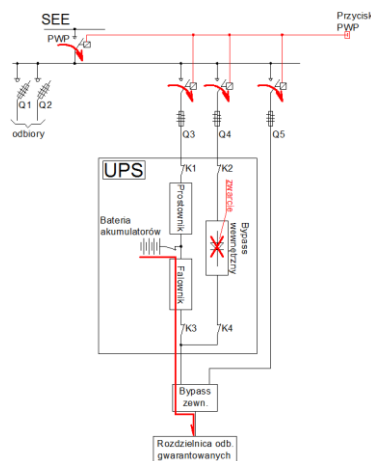 SEE
PWP
Przycisk
PWP
Q1
Q2
odbiory
Q3
Q4
Q5
UPS
K1
K2
Prostownik
zwarcie
Bypass
wewnętrzny
Bateria
akumulatorów
Falownik
K3
K4
Bypass
zewn.
Rozdzielnica odb.
gwarantowanych